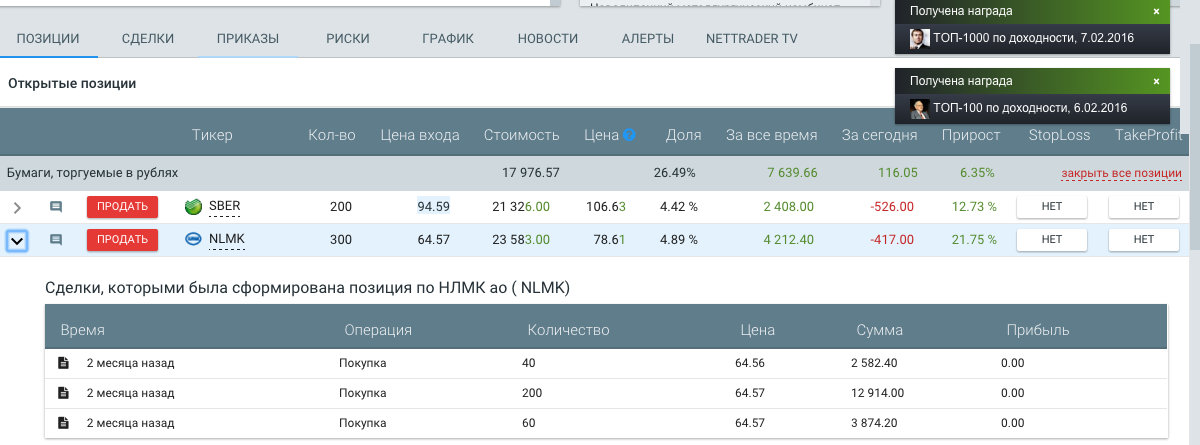 ПОЗИЦИИ СДЕЛКИ ПРИКАЗЫ РИСКИ ГРАФИК НОВОСТИ АЛЕРТЫ NETTRADER TV
Получена награда ×
ТОП-1000 по доходности, 7.02.2016
Получена награда ×
ТОП-100 по доходности, 6.02.2016
Открытые позиции
Тикер Кол-во Цена входа Стоимость Цена ? Доля За все время За сегодня Прирост StopLoss TakeProfit
Бумаги, торгуемые в рублях 17 976.57 26.49% 7 639.66 116.05 6.35% закрыть все позиции
ПРОДАТЬ SBER 200 94.59 21 326.00 106.63 4.42 % 2 408.00 -526.00 12.73 % НЕТ НЕТ
ПРОДАТЬ NLMK 300 64.57 23 583.00 78.61 4.89 % 4 212.40 -417.00 21.75 % НЕТ НЕТ
Сделки, которыми была сформирована позиция по НЛМК ао ( NLMK)
Время Операция Количество Цена Сумма Прибыль
2 месяца назад Покупка 40 64.56 2 582.40 0.00
2 месяца назад Покупка 200 64.57 12 914.00 0.00
2 месяца назад Покупка 60 64.57 3 874.20 0.00